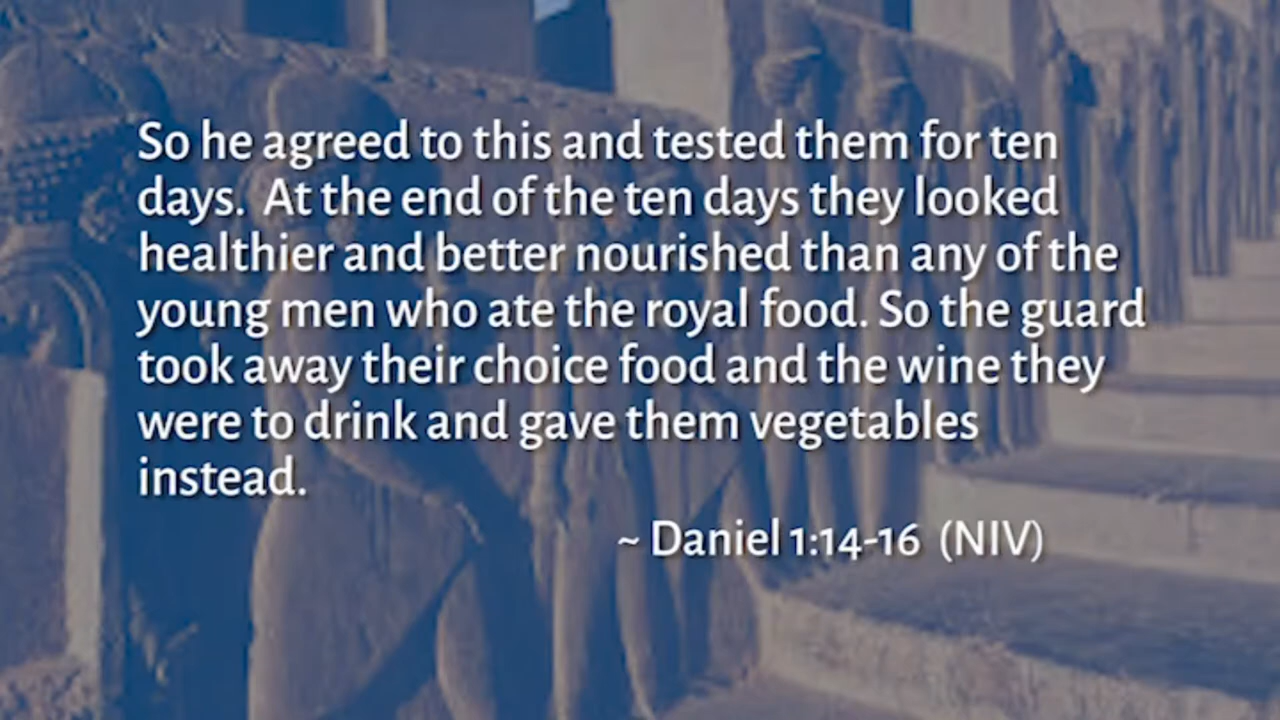 So he agreed to this and tested them for ten
days.  At the end of the ten days they looked
healthier and better nourished than any of the
young men who ate the royal food. So the guard
took away their choice food and the wine they
were to drink and gave them vegetables
instead.
~ Daniel 1:14-16  (NIV)